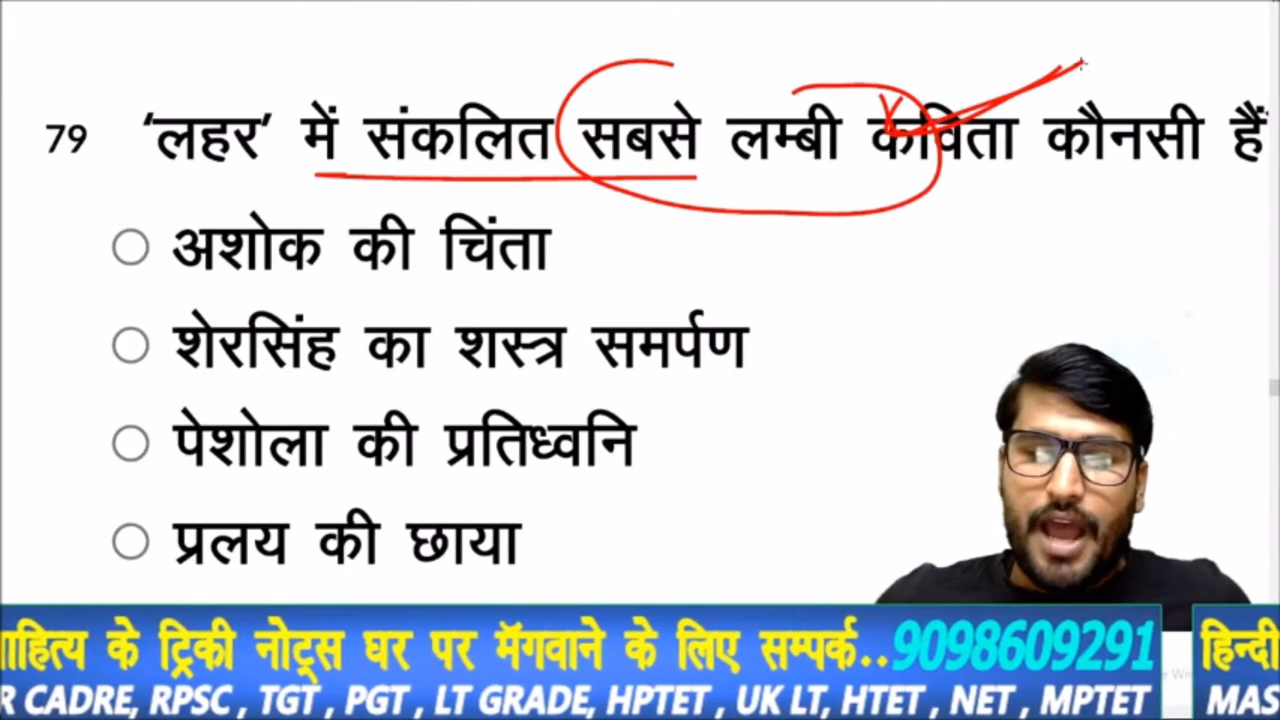 79 'लहर' में संकलित सबसे लम्बी कविता कौनसी हैं
अशोक की चिंता
शेरसिंह का शस्त्र समर्पण
पेशोला की प्रतिध्वनि
प्रलय की छाया
ाहित्य के ट्रिकी नोट्स घर पर मॅगवाने के लिए सम्पर्क..9098609291 हिन्दी
R CADRE, RPSC , TGT , PGT , LT GRADE, HPTET , UK LT, HTET , NET , MPTET MAS